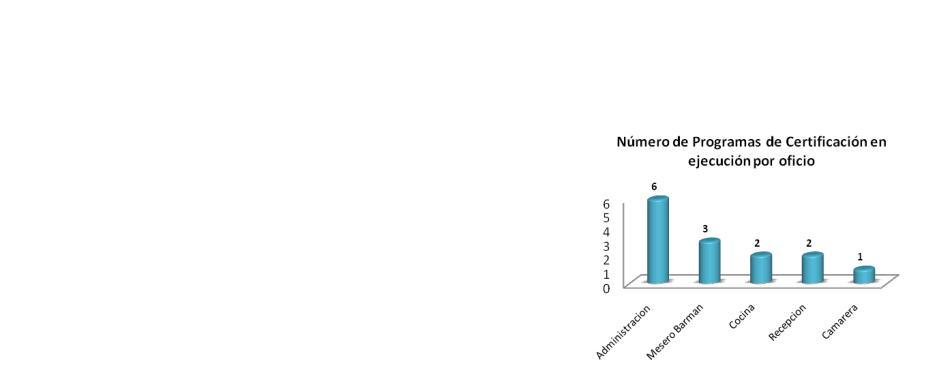 Número de Programas de Certificación en
ejecución por oficio
6
3
2
2
1
6
5
4
3
2
1
0
Administracion
Mesero Barman
Cocina
Recepcion
Camarera